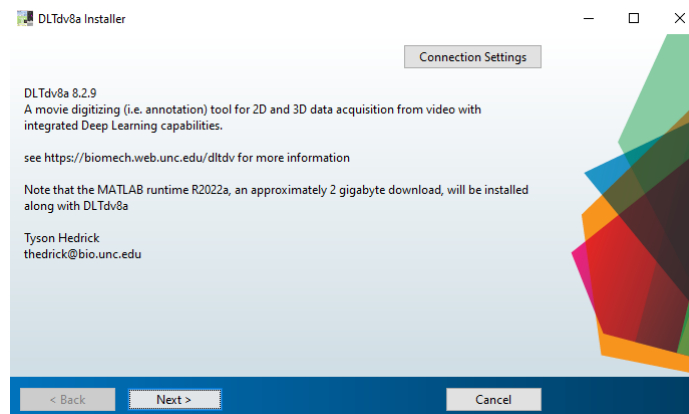 DLTdv8a Installer
Connection Settings
DLTdv8a 8.2.9
A movie digitizing (i.e. annotation) tool for 2D and 3D data acquisition from video with
integrated Deep Learning capabilities.
see https://biomech.web.unc.edu/dltdv for more information
Note that the MATLAB runtime R2022a, an approximately 2 gigabyte download, will be installed
along with DLTdv8a
Tyson Hedrick
thedrick@bio.unc.edu
< Back
Next >
Cancel